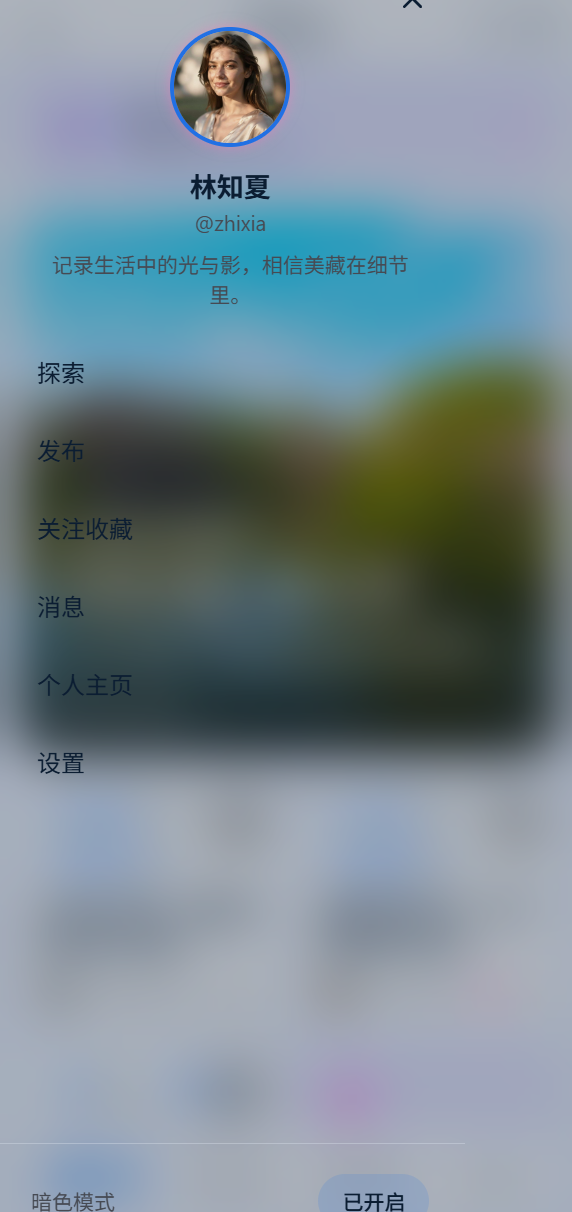 林知夏
@zhixia
记录生活中的光与影，相信美藏在细节
里。
探索
发布
关注收藏
消息
个人主页
设置
暗色模式
已开启